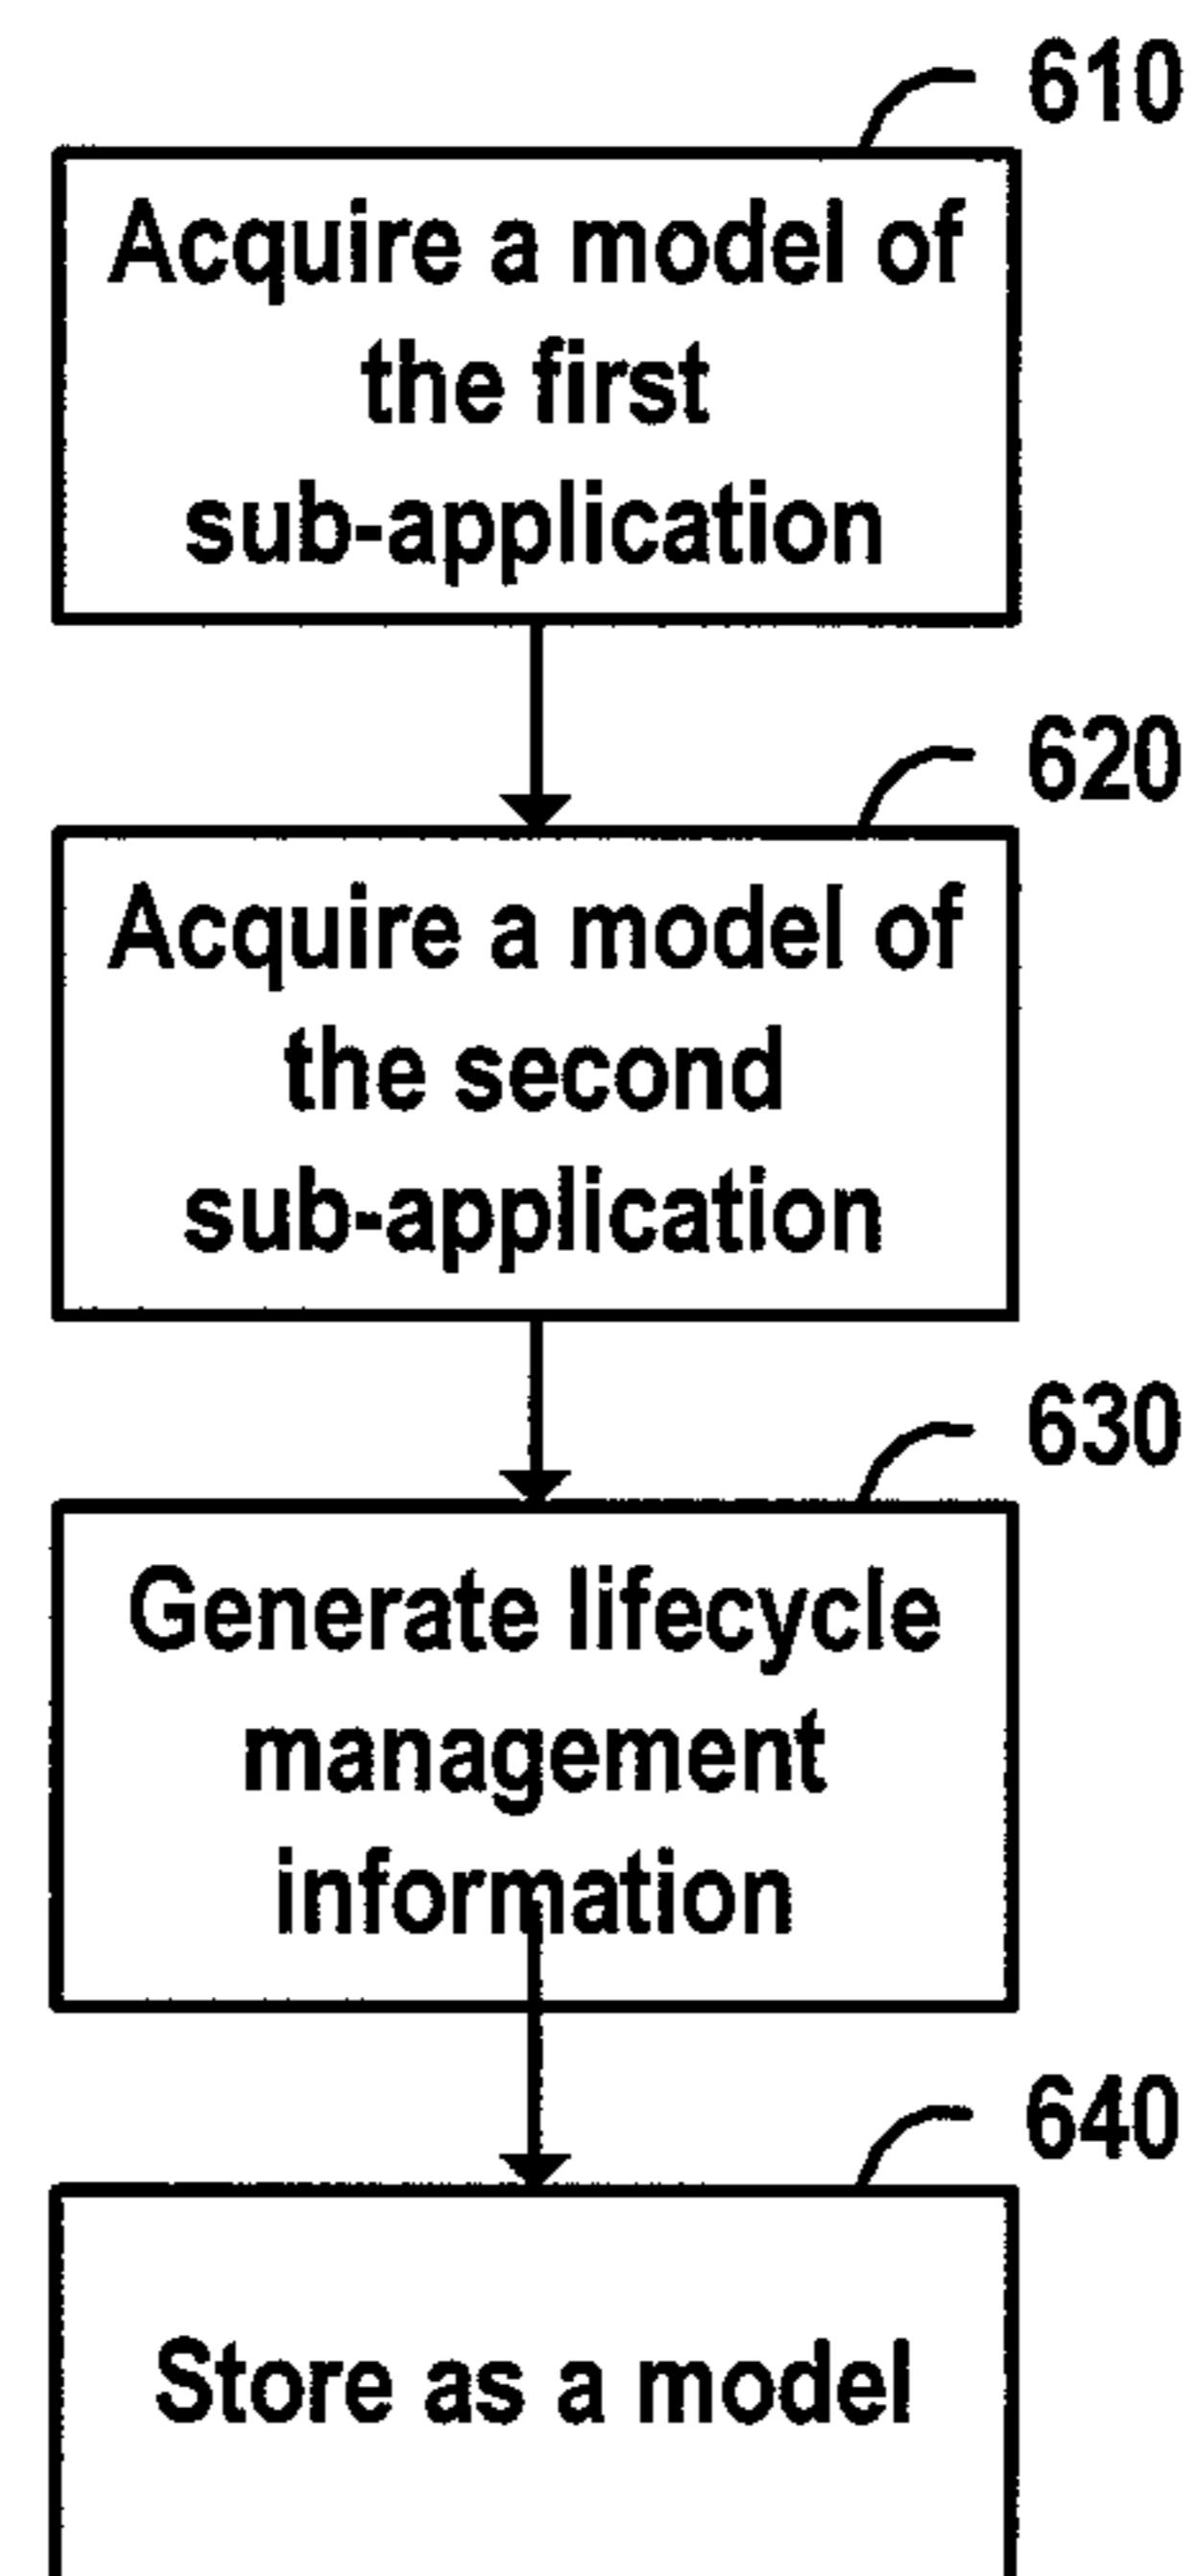 610
Acquire a model of
the first
sub-application
620
Acquire a model of
the second
sub-application
630
Generate lifecycle
management
information
640
Store as a model